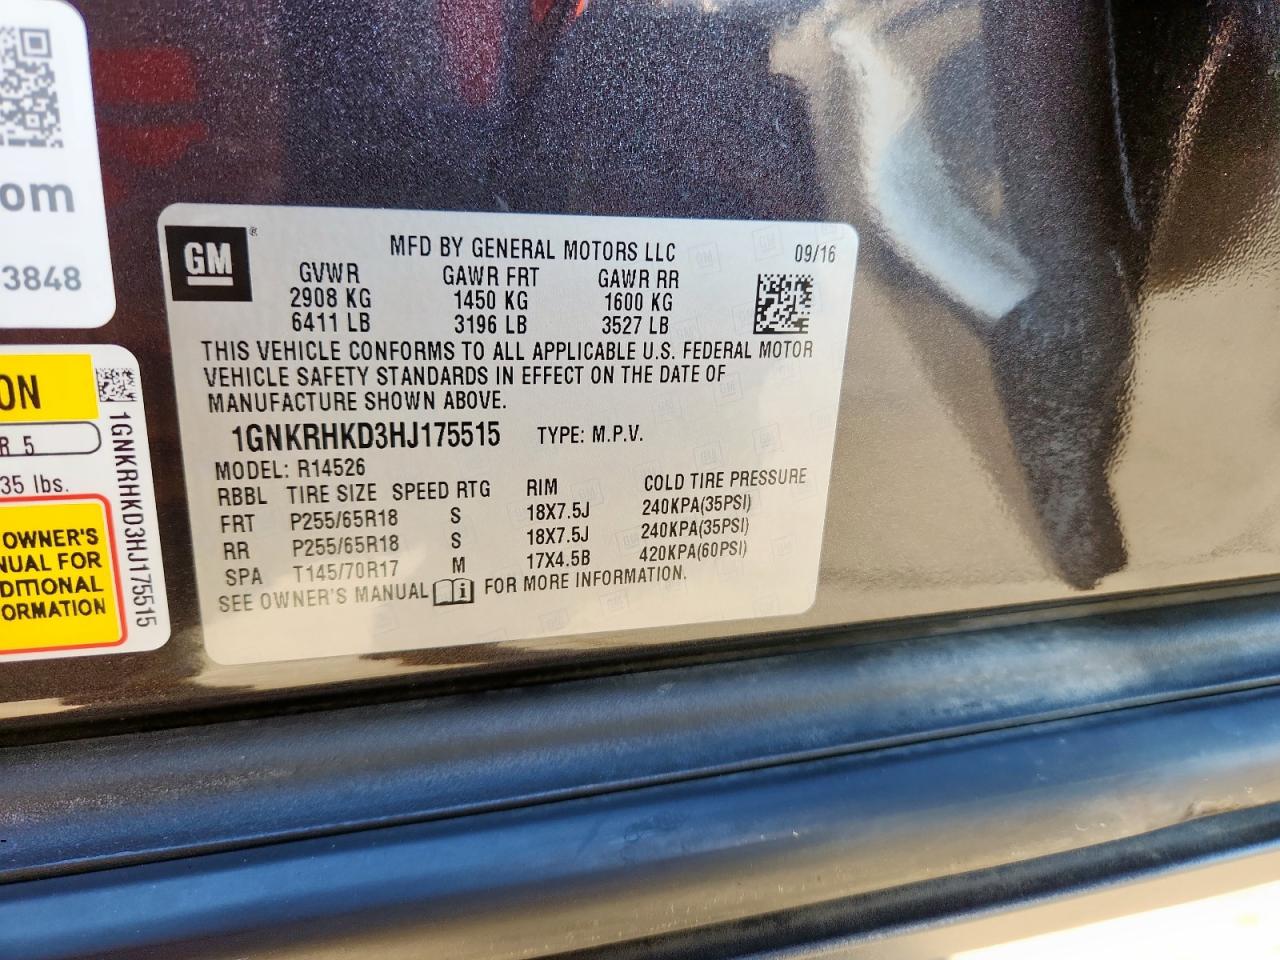 om
3848
ON
R 5
35 lbs.
OWNER'S
NUAL FOR
DITIONAL
ORMATION
1GNKRHKD3HJ175515
GM®
MFD BY GENERAL MOTORS LLC 09/16
GVWR GAWR FRT GAWR RR
2908 KG 1450 KG 1600 KG
6411 LB 3196 LB 3527 LB
THIS VEHICLE CONFORMS TO ALL APPLICABLE U.S. FEDERAL MOTOR
VEHICLE SAFETY STANDARDS IN EFFECT ON THE DATE OF
MANUFACTURE SHOWN ABOVE.
1GNKRHKD3HJ175515 TYPE: M.P.V.
MODEL: R14526
RBBL TIRE SIZE SPEED RTG RIM COLD TIRE PRESSURE
FRT P255/65R18 S 18X7.5J 240KPA(35PSI)
RR P255/65R18 S 18X7.5J 240KPA(35PSI)
SPA T145/70R17 M 17X4.5B 420KPA(60PSI)
SEE OWNER'S MANUAL i FOR MORE INFORMATION.